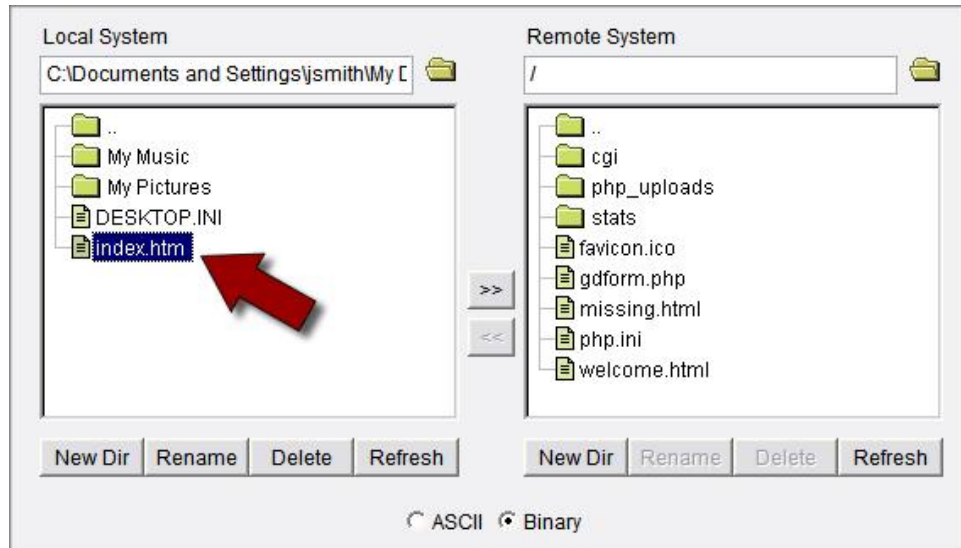 Local System
C:\Documents and Settings\jsmith\My D
..
My Music
My Pictures
DESKTOP.INI
index.htm
New Dir Rename Delete Refresh
>>
<<
Remote System
/
..
cgi
php_uploads
stats
favicon.ico
gdform.php
missing.html
php.ini
welcome.html
New Dir Rename Delete Refresh
ASCII Binary